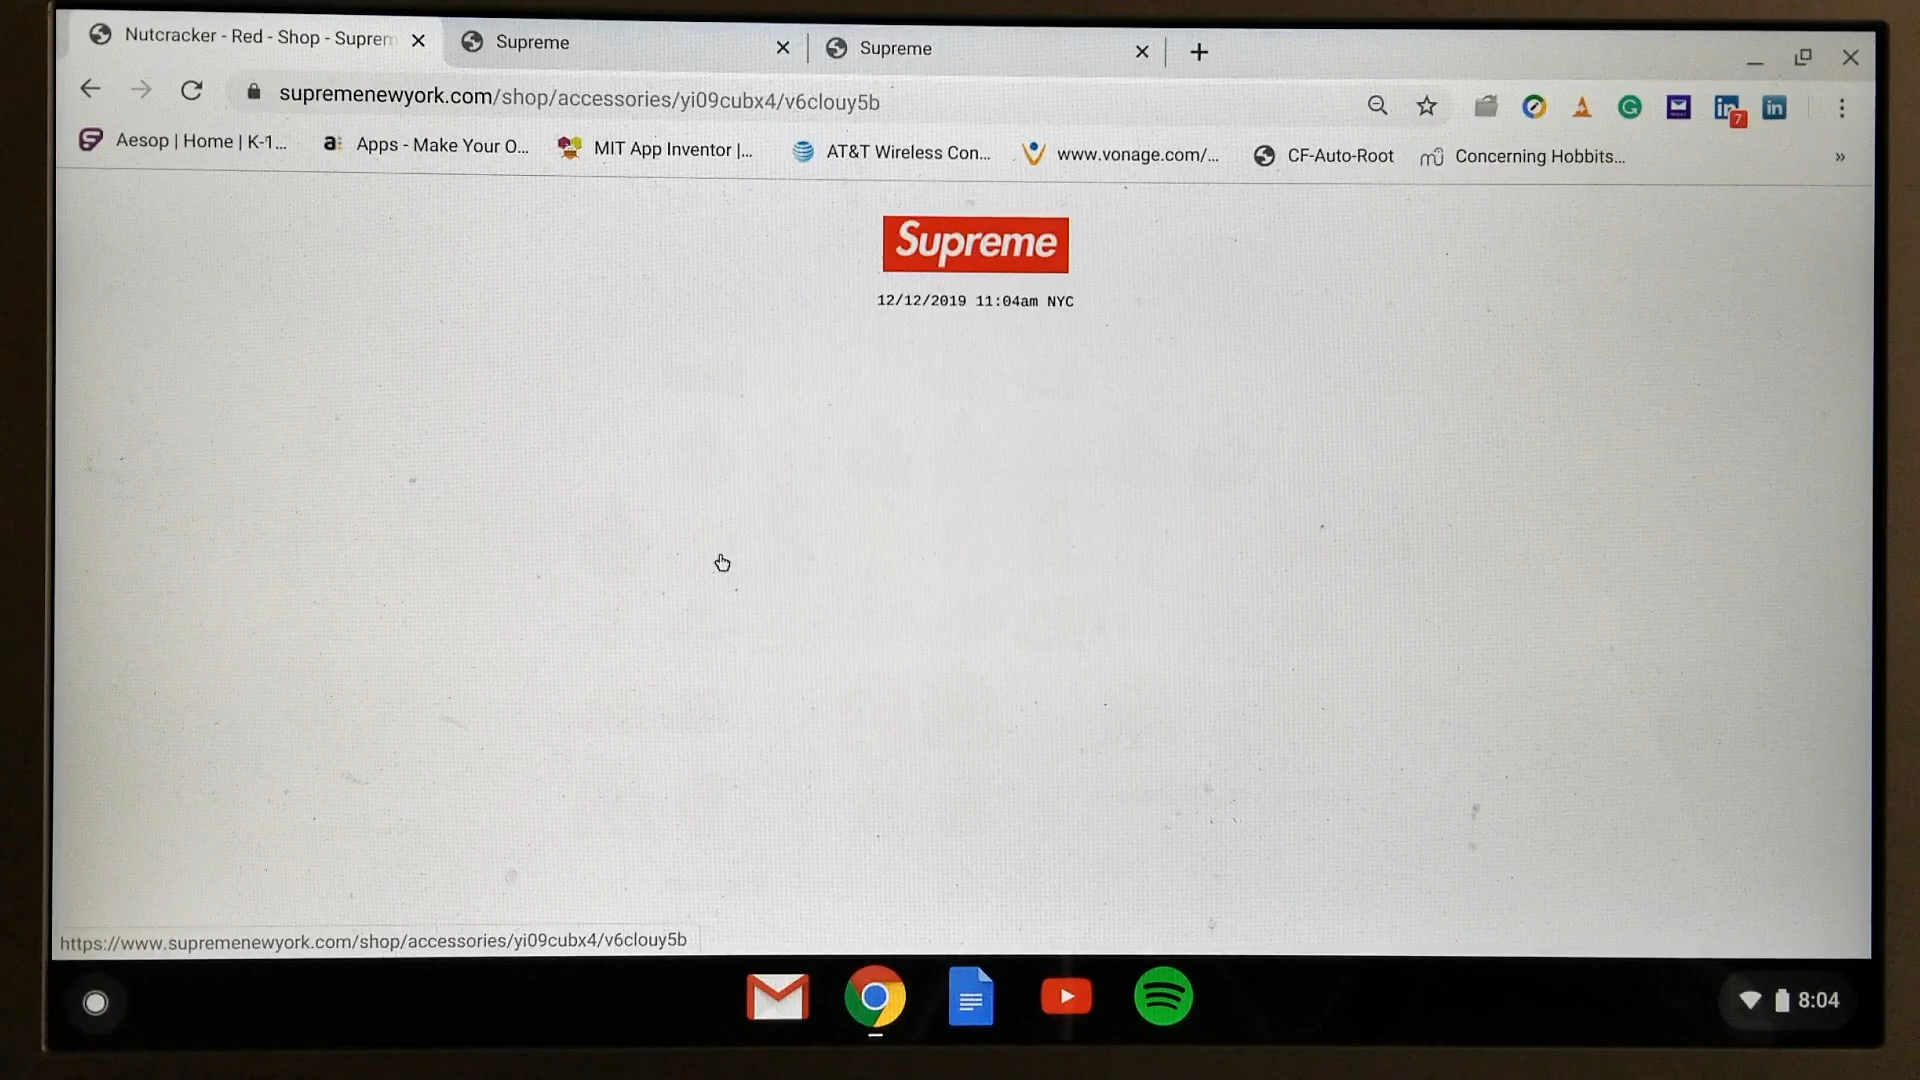 Nutcracker - Red - Shop - Suprem
Supreme
Supreme
supremenewyork.com/shop/accessories/yi09cubx4/v6clouy5b
7
Aesop | Home | K-1...
a: Apps - Make Your O...
MIT App Inventor |...
AT&T Wireless Con...
www.vonage.com/...
CF-Auto-Root
mü Concerning Hobbits...
»
Supreme
12/12/2019 11:04am NYC
https://www.supremenewyork.com/shop/accessories/yi09cubx4/v6clouy5b
8:04